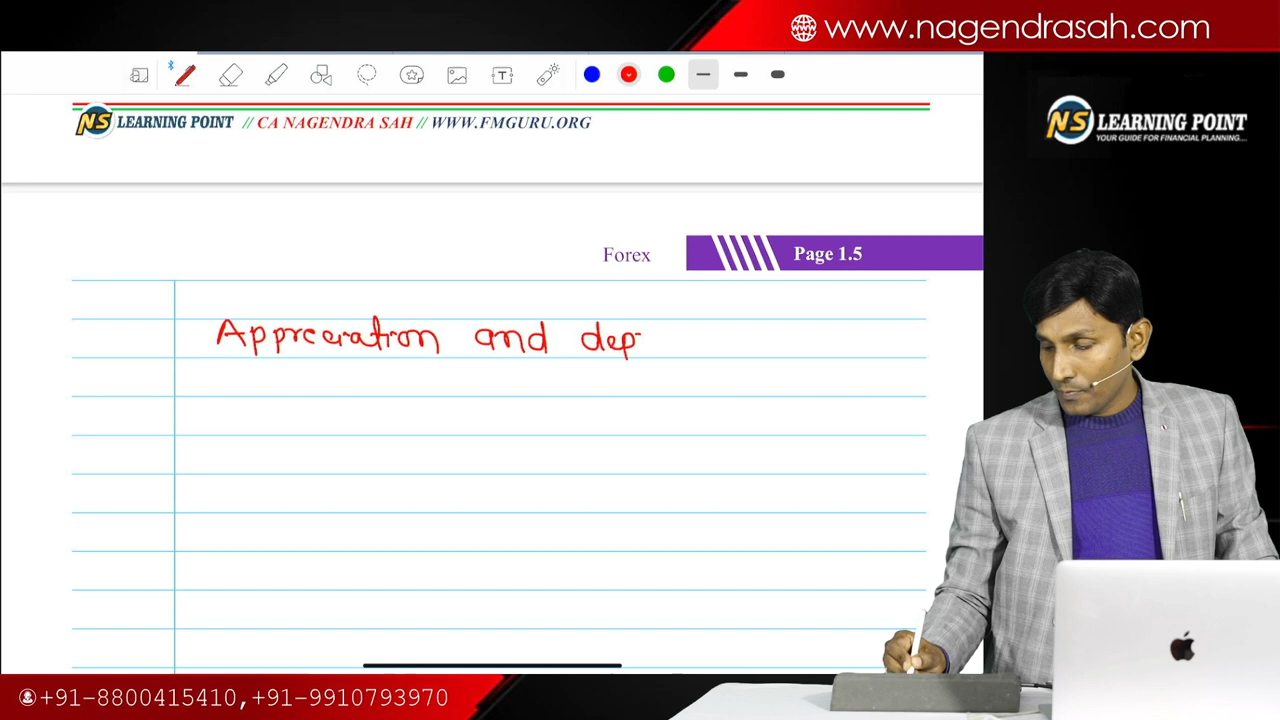 www.nagendrasah.com
NS LEARNING POINT // CA NAGENDRA SAH // WWW.FMGURU.ORG
NS LEARNING POINT
YOUR GUIDE FOR FINANCIAL PLANNING....
Forex Page 1.5
Appreciation and dep
+91-8800415410,+91-9910793970